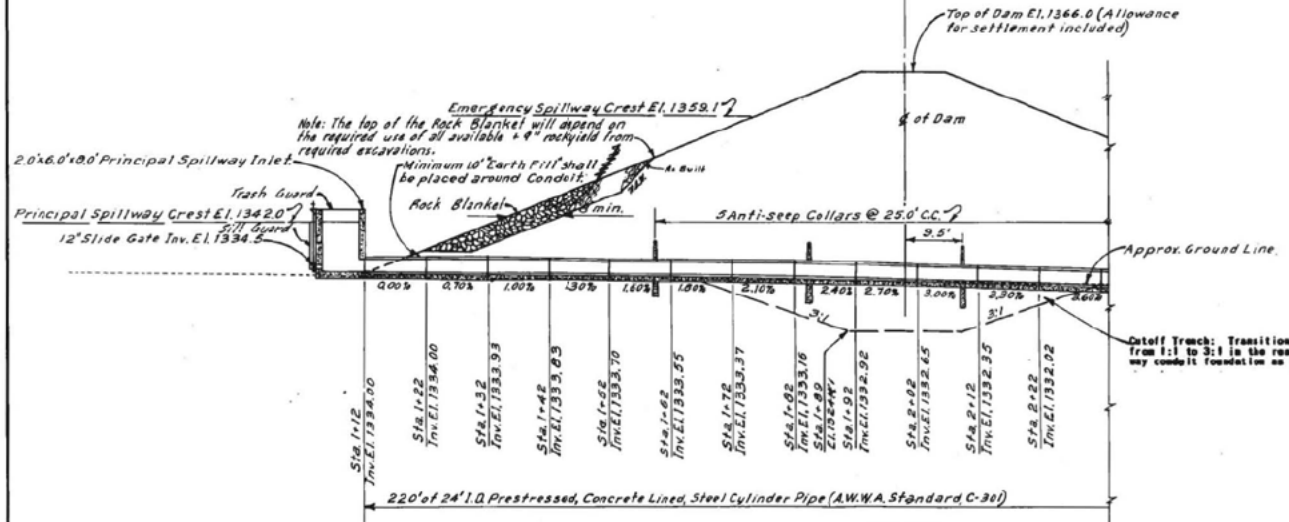 Top of Dam El.1366.0 (Allowance
for settlement included)
Emergency Spillway Crest El.1359.1
₵ of Dam
Note: The top of the Rock Blanket will depend on
the required use of all available + 9" rockyield from
required excavations.
2.0'x6.0'x8.0' Principal Spillway Inlet
Minimum 10' "Earth Fill" shall
be placed around Conduit.
As Built
Trash Guard
Rock Blanket
min.
5 Anti-seep Collars @ 25.0' C.C.
Principal Spillway Crest El.1342.0
Sill Guard
12" Slide Gate Inv. El. 1334.5
9.5'
Approx. Ground Line
0.00% 0.70% 1.00% 1.30% 1.60% 1.80% 2.10% 2.40% 2.70% 3.00% 3.30% 3.60%
3:1
3:1
Cutoff Trench: Transition
from 1:1 to 3:1 in the
way conduit foundation as
Sta. 1+12
Inv. El. 1334.00
Sta. 1+22
Inv. El. 1334.00
Sta. 1+32
Inv. El. 1333.93
Sta. 1+42
Inv. El. 1333.83
Sta. 1+52
Inv. El. 1333.70
Sta. 1+62
Inv. El. 1333.55
Sta. 1+72
Inv. El. 1333.37
Sta. 1+82
Inv. El. 1333.16
Sta. 1+89
Sta. 1+92
Inv. El. 1332.92
Sta. 2+02
Inv. El. 1332.65
Sta. 2+12
Inv. El. 1332.35
Sta. 2+22
Inv. El. 1332.02
220' of 24' I.D. Prestressed, Concrete Lined, Steel Cylinder Pipe (A.W.W.A. Standard, C-301)